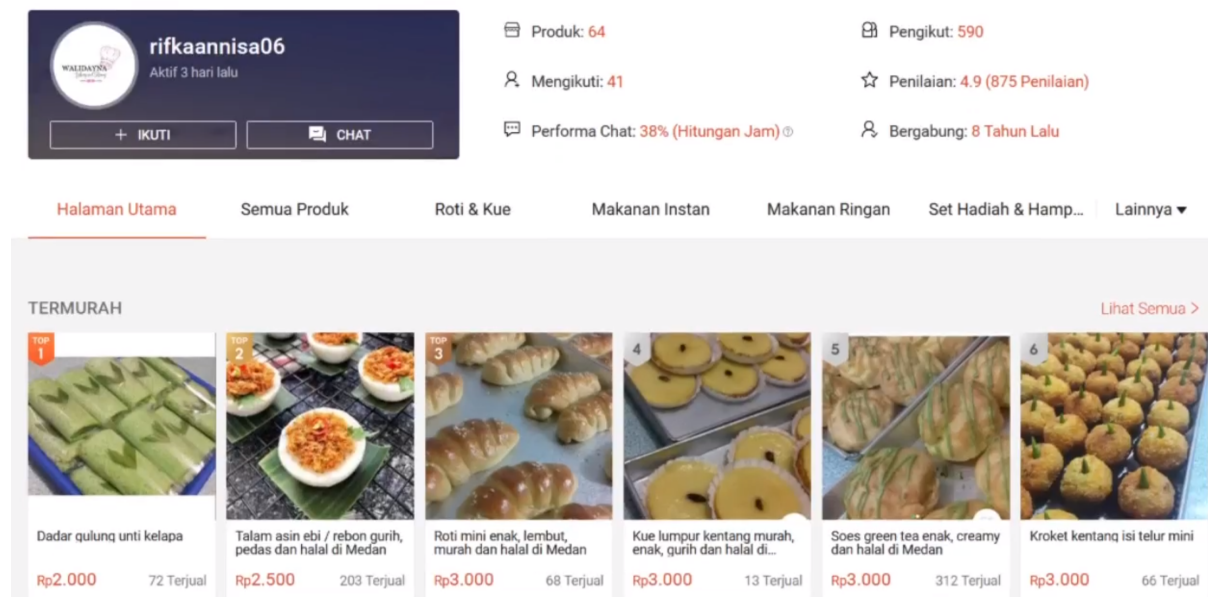 WALIDAYNA
rifkaannisa06
Aktif 3 hari lalu
+ IKUTI
CHAT
Produk: 64
Pengikut: 590
Mengikuti: 41
Penilaian: 4.9 (875 Penilaian)
Performa Chat: 38% (Hitungan Jam)
Bergabung: 8 Tahun Lalu
Halaman Utama
Semua Produk
Roti & Kue
Makanan Instan
Makanan Ringan
Set Hadiah & Hamp...
Lainnya
TERMURAH
Lihat Semua >
TOP
1
Dadar gulung unti kelapa
Rp2.000
72 Terjual
TOP
2
Talam asin ebi / rebon gurih,
pedas dan halal di Medan
Rp2.500
203 Terjual
TOP
3
Roti mini enak, lembut,
murah dan halal di Medan
Rp3.000
68 Terjual
4
Kue lumpur kentang murah,
enak, gurih dan halal di...
Rp3.000
13 Terjual
5
Soes green tea enak, creamy
dan halal di Medan
Rp3.000
312 Terjual
6
Kroket kentang isi telur mini
Rp3.000
66 Terjual